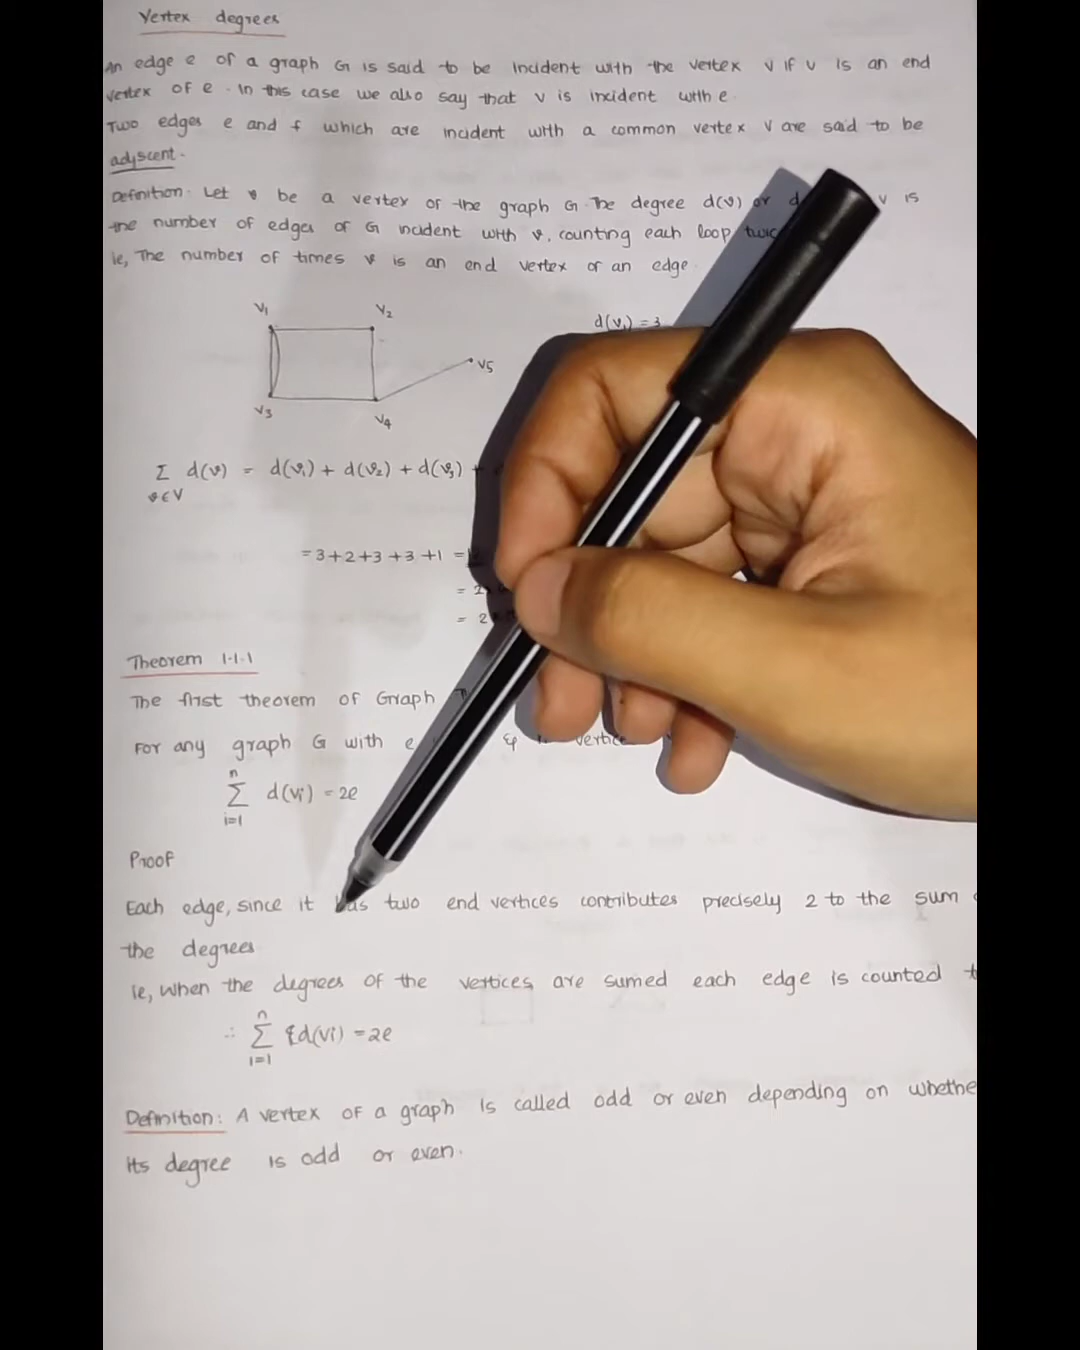 Vertex degrees
An edge e of a graph G is said to be incident with the vertex v if v is an end
vertex of e. In this case we also say that v is incident with e.
Two edges e and f which are incident with a common vertex v are said to be
adjscent.
Definition. Let v be a vertex of the graph G The degree d(v) or v is
the number of edges of G incident with v, counting each loop
ie, The number of times v is an end vertex of an edge.
V1 V2
d(v1) = 3
V5
V3 V4
Σ d(v) = d(v1) + d(v2) + d(v3) +
v∈V
= 3+2+3+3+1 =
= 2
= 2
Theorem 1.1.1
The first theorem of Graph
For any graph G with e & n
n
Σ d(vi) = 2e
i=1
Proof
Each edge, since it has two end vertices contributes precisely 2 to the sum
the degrees
ie, when the degrees of the vertices are sumed each edge is counted
n
∴ Σ d(vi) = 2e
i=1
Definition: A vertex of a graph is called odd or even depending on whethe
its degree is odd or even.